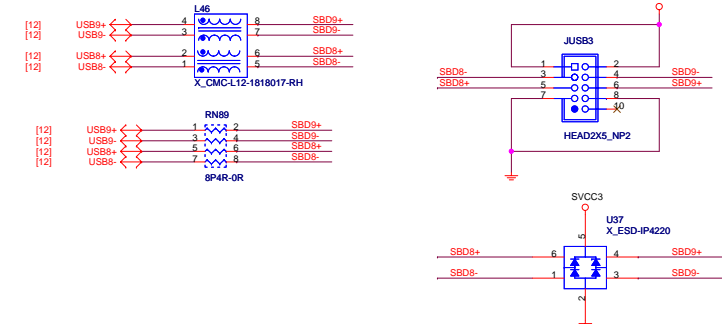 L46
[12] USB9+ 4 8 SBD9+
[12] USB9- 3 7 SBD9-
[12] USB8+ 2 6 SBD8+
[12] USB8- 1 5 SBD8-
X_CMC-L12-1818017-RH
RN89
[12] USB9+ 1 2 SBD9+
[12] USB9- 3 4 SBD9-
[12] USB8+ 5 6 SBD8+
[12] USB8- 7 8 SBD8-
8P4R-0R
JUSB3
1 2
SBD8- 3 4 SBD9-
SBD8+ 5 6 SBD9+
7 8
10
HEAD2X5_NP2
SVCC3
U37
X_ESD-IP4220
5
SBD8+ 6 4 SBD9+
SBD8- 1 3 SBD9-
2